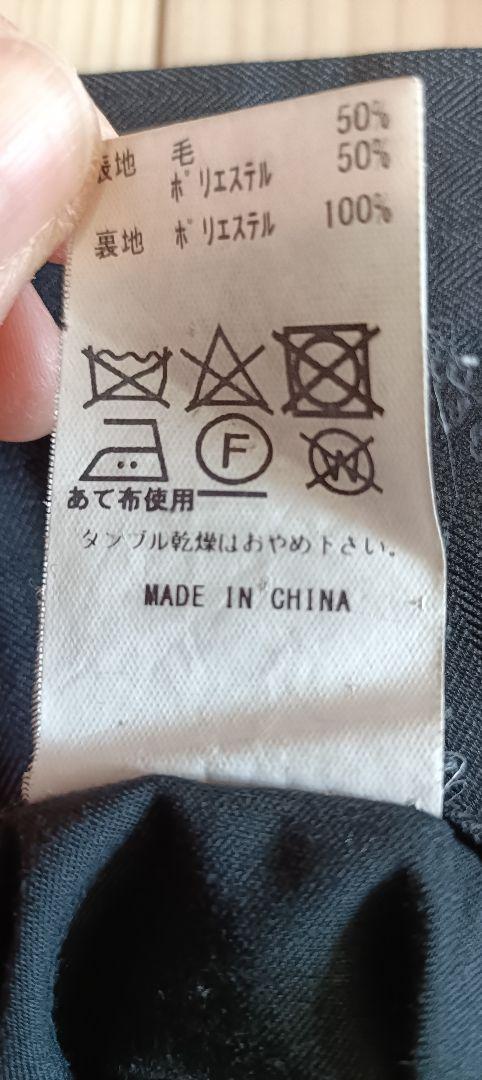 表地 毛 50%
ポリエステル 50%
裏地 ポリエステル 100%
F
W
あて布使用
タンブル乾燥はおやめ下さい。
MADE IN CHINA